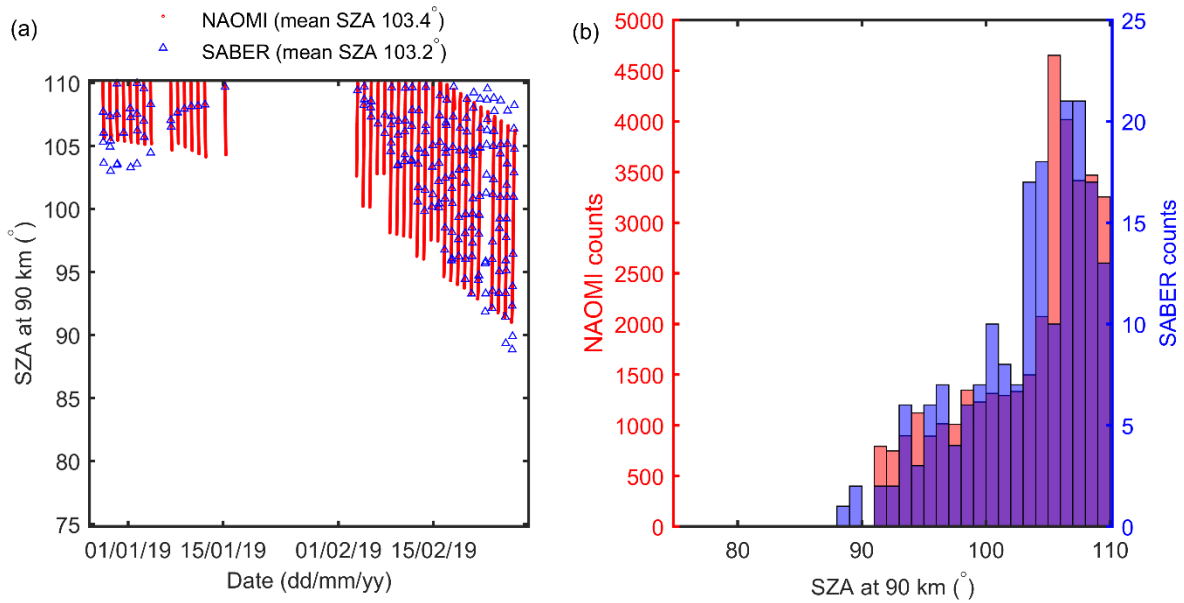 (a)
NAOMI (mean SZA 103.4°)
SABER (mean SZA 103.2°)
SZA at 90 km (°)
110
105
100
95
90
85
80
75
01/01/19 15/01/19 01/02/19 15/02/19
Date (dd/mm/yy)
(b)
NAOMI counts
5000
4500
4000
3500
3000
2500
2000
1500
1000
500
0
25
20
15
10
5
0
SABER counts
80 90 100 110
SZA at 90 km (°)